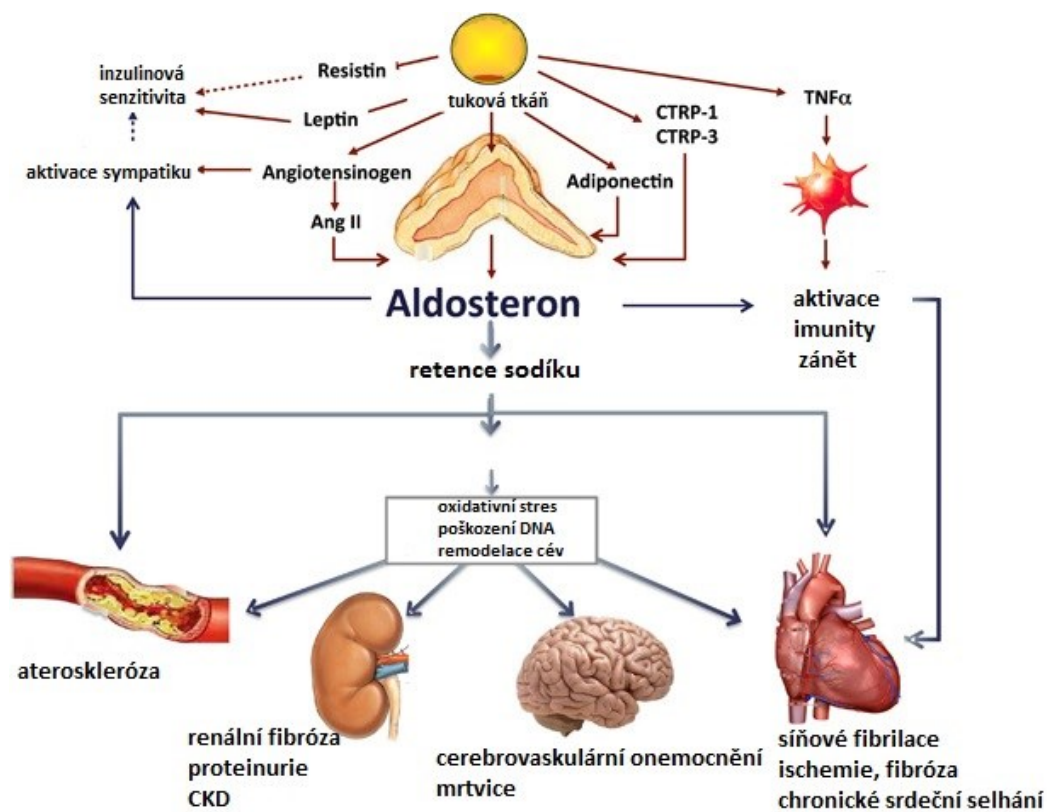 inzulinová
senzitivita
Resistin
tuková tkáň
Leptin
CTRP-1
CTRP-3
TNFα
aktivace sympatiku
Angiotensinogen
Adiponectin
Ang II
Aldosteron
aktivace
imunity
zánět
retence sodíku
oxidativní stres
poškození DNA
remodelace cév
ateroskleróza
renální fibróza
proteinurie
CKD
cerebrovaskulární onemocnění
mrtvice
síňové fibrilace
ischemie, fibróza
chronické srdeční selhání